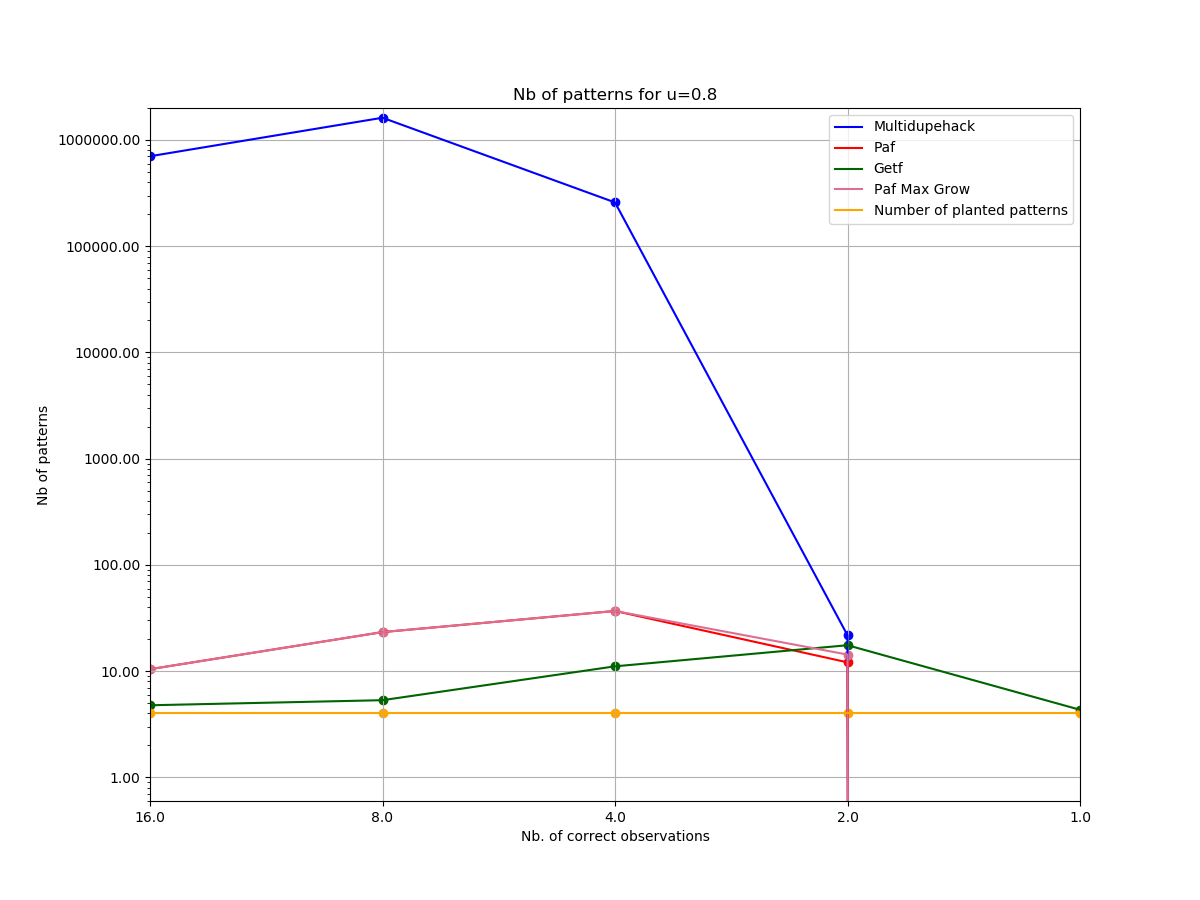 Nb of patterns for u=0.8
Multidupehack
Paf
Getf
Paf Max Grow
Number of planted patterns
1000000.00
100000.00
10000.00
1000.00
100.00
10.00
1.00
Nb of patterns
16.0 8.0 4.0 2.0 1.0
Nb. of correct observations